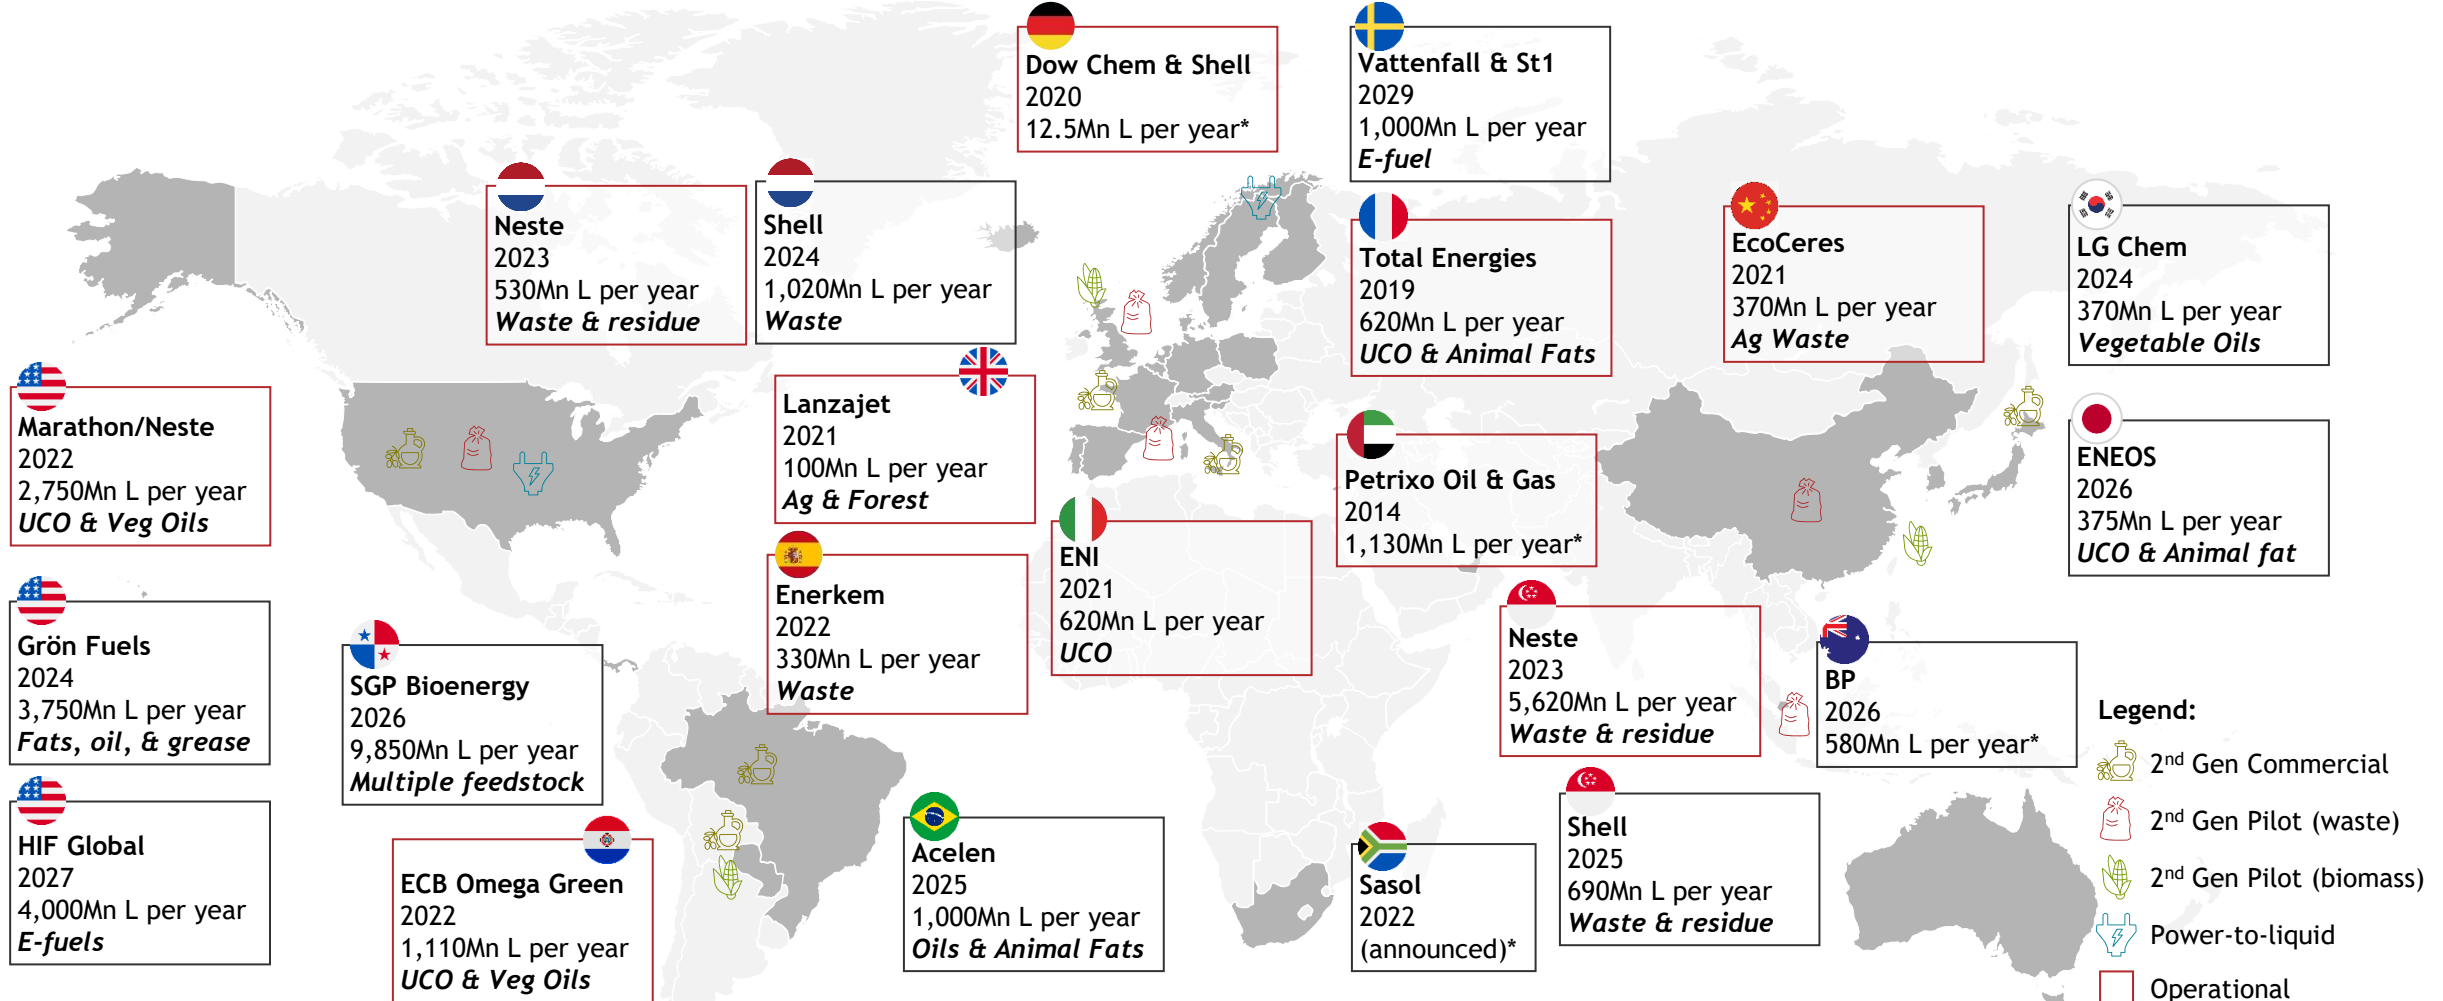 Dow Chem & Shell
2020
12.5Mn L per year*
Vattenfall & St1
2029
1,000Mn L per year
E-fuel
Neste
2023
530Mn L per year
Waste & residue
Shell
2024
1,020Mn L per year
Waste
Total Energies
2019
620Mn L per year
UCO & Animal Fats
EcoCeres
2021
370Mn L per year
Ag Waste
LG Chem
2024
370Mn L per year
Vegetable Oils
Marathon/Neste
2022
2,750Mn L per year
UCO & Veg Oils
Lanzajet
2021
100Mn L per year
Ag & Forest
Petrixo Oil & Gas
2014
1,130Mn L per year*
ENEOS
2026
375Mn L per year
UCO & Animal fat
Enerkem
2022
330Mn L per year
Waste
ENI
2021
620Mn L per year
UCO
Grön Fuels
2024
3,750Mn L per year
Fats, oil, & grease
SGP Bioenergy
2026
9,850Mn L per year
Multiple feedstock
Neste
2023
5,620Mn L per year
Waste & residue
BP
2026
580Mn L per year*
HIF Global
2027
4,000Mn L per year
E-fuels
ECB Omega Green
2022
1,110Mn L per year
UCO & Veg Oils
Acelen
2025
1,000Mn L per year
Oils & Animal Fats
Sasol
2022
(announced)*
Shell
2025
690Mn L per year
Waste & residue
Legend:
2nd Gen Commercial
2nd Gen Pilot (waste)
2nd Gen Pilot (biomass)
Power-to-liquid
Operational